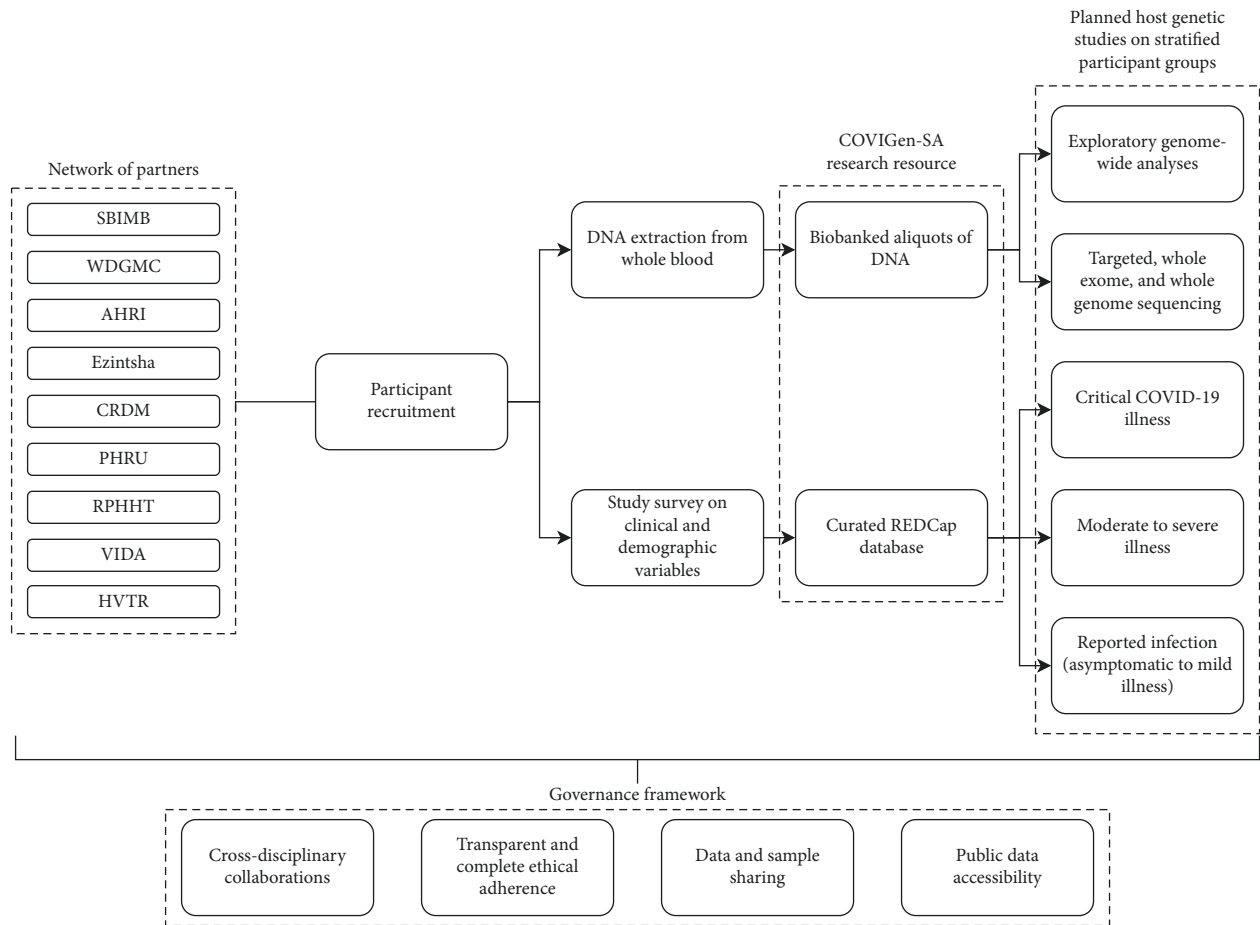 Network of partners
SBIMB
WDGMC
AHRI
Ezintsha
CRDM
PHRU
RPHHT
VIDA
HVTR
Participant
recruitment
DNA extraction from
whole blood
Study survey on
clinical and
demographic
variables
COVIGen-SA
research resource
Biobanked aliquots of
DNA
Curated REDCap
database
Planned host genetic
studies on stratified
participant groups
Exploratory genome-
wide analyses
Targeted, whole
exome, and whole
genome sequencing
Critical COVID-19
illness
Moderate to severe
illness
Reported infection
(asymptomatic to mild
illness)
Governance framework
Cross-disciplinary
collaborations
Transparent and
complete ethical
adherence
Data and sample
sharing
Public data
accessibility